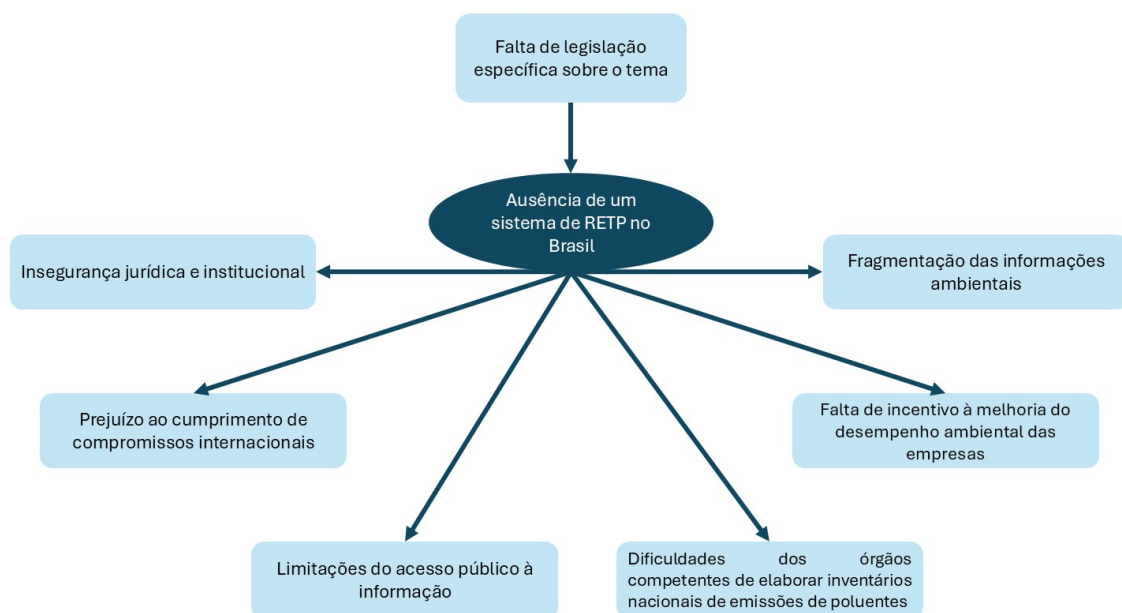 Falta de legislação
específica sobre o tema
Ausência de um
sistema de RETP no
Brasil
Insegurança jurídica e institucional
Fragmentação das informações
ambientais
Prejuízo ao cumprimento de
compromissos internacionais
Falta de incentivo à melhoria do
desempenho ambiental das
empresas
Limitações do acesso público à
informação
Dificuldades dos órgãos
competentes de elaborar inventários
nacionais de emissões de poluentes